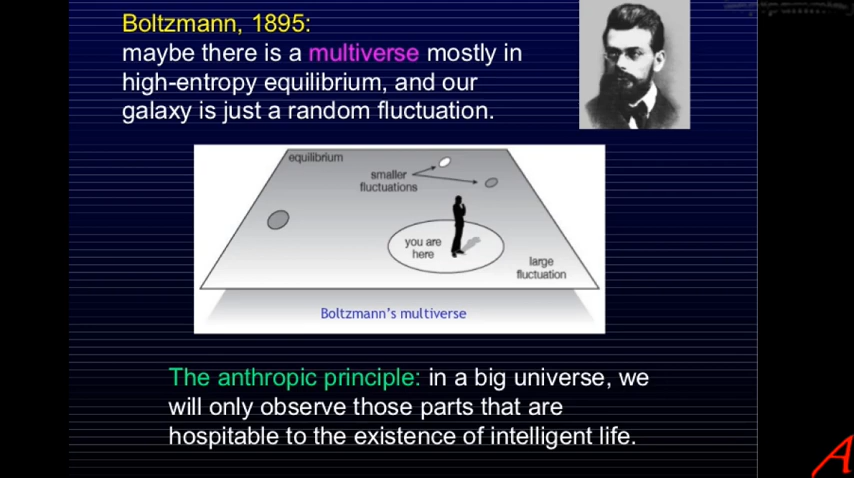 Boltzmann, 1895:
maybe there is a multiverse mostly in
high-entropy equilibrium, and our
galaxy is just a random fluctuation.
equilibrium
smaller
fluctuations
you are
here
large
fluctuation
Boltzmann's multiverse
The anthropic principle: in a big universe, we
will only observe those parts that are
hospitable to the existence of intelligent life.
A